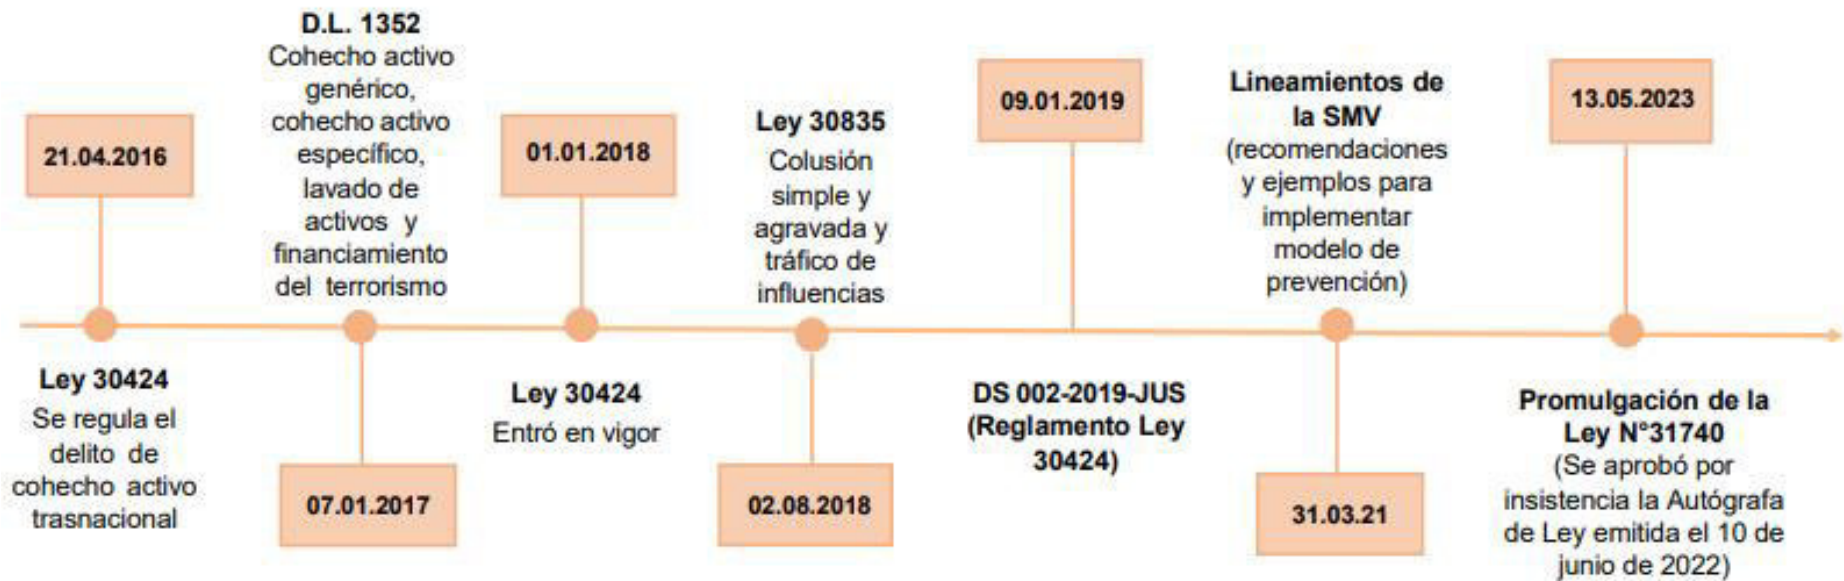 21.04.2016
Ley 30424
Se regula el
delito de
cohecho activo
trasnacional
D.L. 1352
Cohecho activo
genérico,
cohecho activo
específico,
lavado de
activos y
financiamiento
del terrorismo
07.01.2017
01.01.2018
Ley 30424
Entró en vigor
Ley 30835
Colusión
simple y
agravada y
tráfico de
influencias
02.08.2018
09.01.2019
DS 002-2019-JUS
(Reglamento Ley
30424)
Lineamientos de
la SMV
(recomendaciones
y ejemplos para
implementar
modelo de
prevención)
31.03.21
13.05.2023
Promulgación de la
Ley N°31740
(Se aprobó por
insistencia la Autógrafa
de Ley emitida el 10 de
junio de 2022)